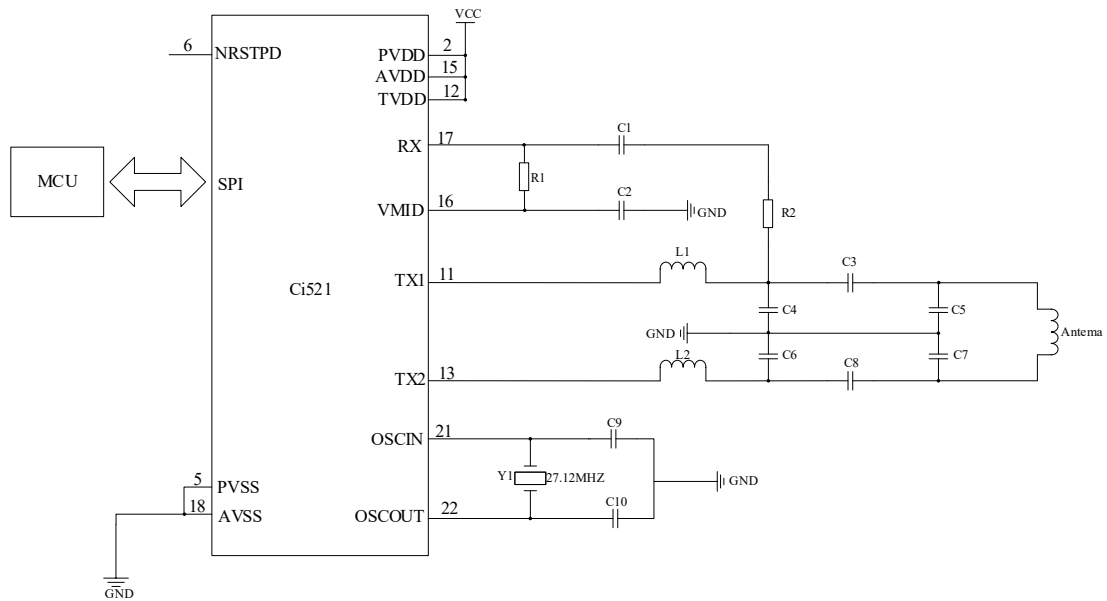 VCC
6
NRSTPD
PVDD
2
AVDD
15
TVDD
12
RX
17
C1
MCU
SPI
R1
VMID
16
C2
GND
R2
L1
TX1
11
C3
Ci521
C4
C5
GND
Antema
L2
C6
C7
TX2
13
C8
OSCIN
21
C9
5
PVSS
Y1
27.12MHZ
GND
18
AVSS
OSCOUT
22
C10
GND